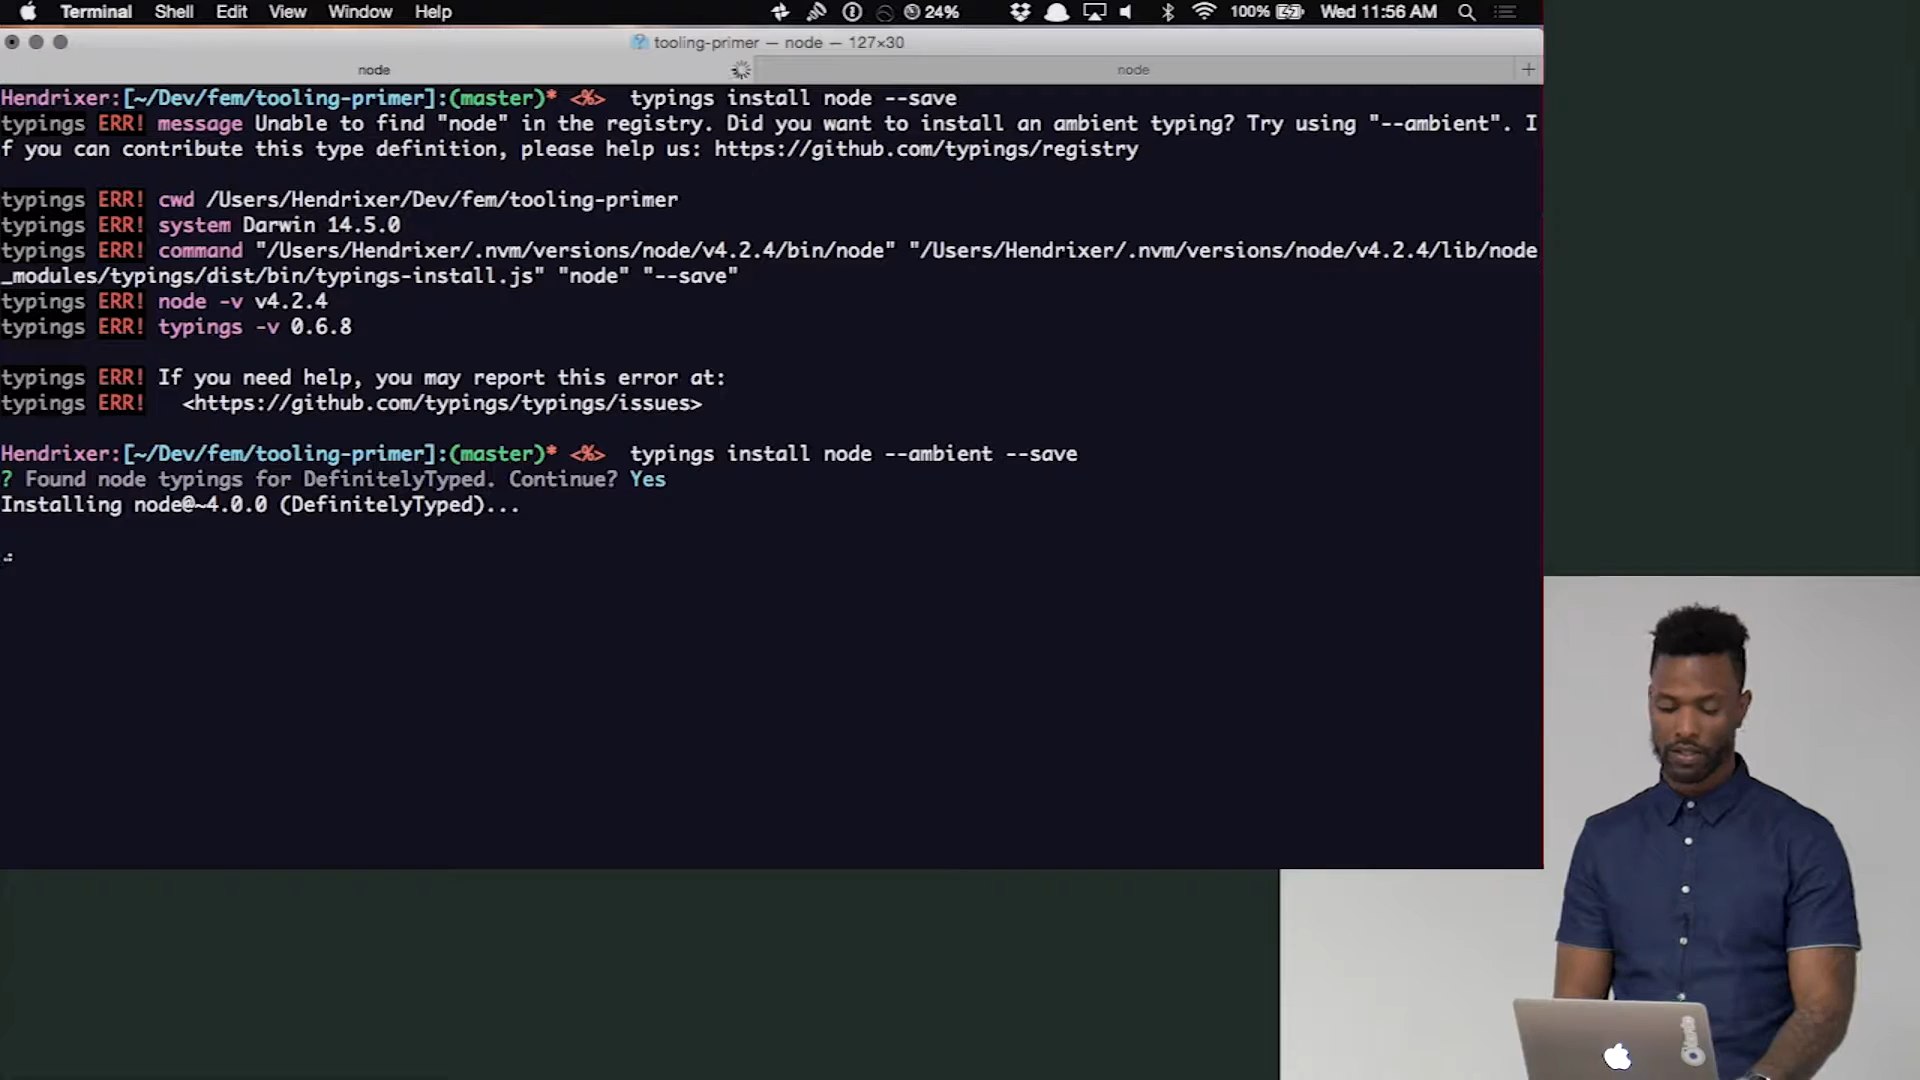 Terminal Shell Edit View Window Help 24% 100% Wed 11:56 AM
tooling-primer — node — 127×30
node node +
Hendrixer:[~/Dev/fem/tooling-primer]:(master)* <%> typings install node --save
typings ERR! message Unable to find "node" in the registry. Did you want to install an ambient typing? Try using "--ambient". I
f you can contribute this type definition, please help us: https://github.com/typings/registry
typings ERR! cwd /Users/Hendrixer/Dev/fem/tooling-primer
typings ERR! system Darwin 14.5.0
typings ERR! command "/Users/Hendrixer/.nvm/versions/node/v4.2.4/bin/node" "/Users/Hendrixer/.nvm/versions/node/v4.2.4/lib/node
_modules/typings/dist/bin/typings-install.js" "node" "--save"
typings ERR! node -v v4.2.4
typings ERR! typings -v 0.6.8
typings ERR! If you need help, you may report this error at:
typings ERR! <https://github.com/typings/typings/issues>
Hendrixer:[~/Dev/fem/tooling-primer]:(master)* <%> typings install node --ambient --save
? Found node typings for DefinitelyTyped. Continue? Yes
Installing node@~4.0.0 (DefinitelyTyped)...